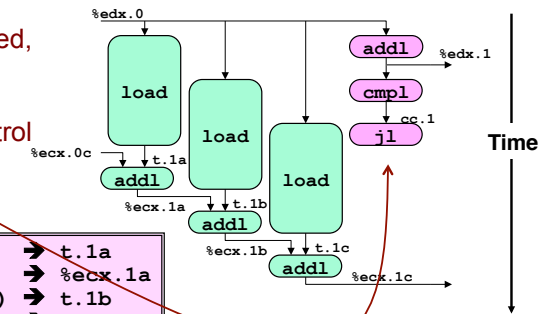 %edx.0
ed,
addl
%edx.1
load
cmpl
load
cc.1
trol
jl
Time
%ecx.0c
t.1a
load
addl
%ecx.1a
t.1b
addl
%ecx.1b
t.1c
addl
%ecx.1c
➔ t.1a
➔ %ecx.1a
) ➔ t.1b